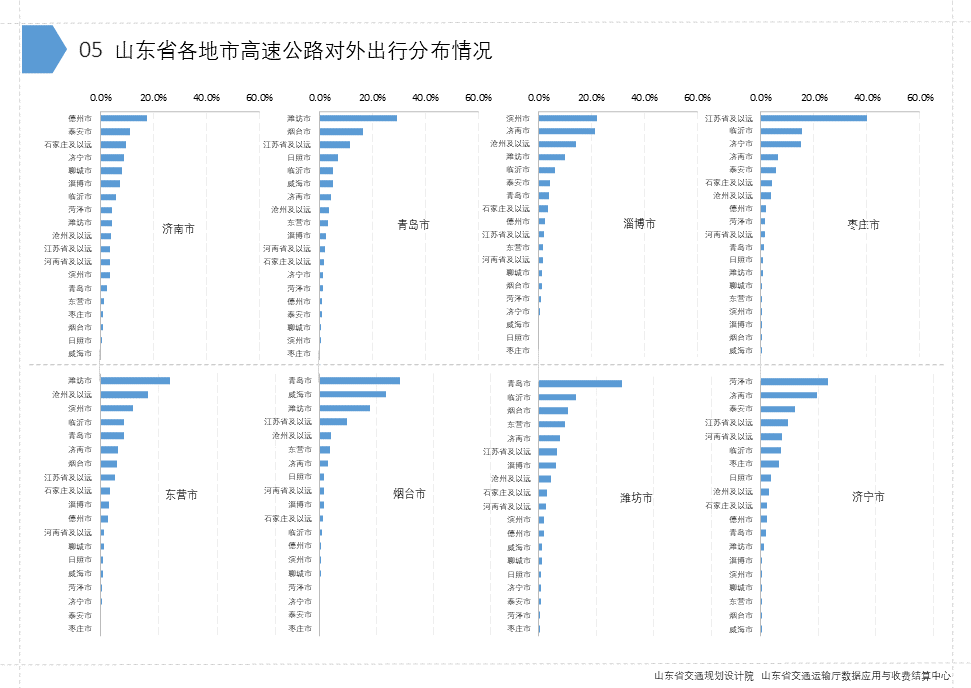 05 山东省各地市高速公路对外出行分布情况
0.0% 20.0% 40.0% 60.0%
德州市
泰安市
石家庄及以远
济宁市
聊城市
淄博市
临沂市
菏泽市
潍坊市
沧州及以远
江苏省及以远
河南省及以远
滨州市
青岛市
东营市
枣庄市
烟台市
日照市
威海市
济南市
0.0% 20.0% 40.0% 60.0%
潍坊市
烟台市
江苏省及以远
日照市
临沂市
威海市
济南市
沧州及以远
东营市
淄博市
河南省及以远
石家庄及以远
济宁市
菏泽市
德州市
泰安市
聊城市
滨州市
枣庄市
青岛市
0.0% 20.0% 40.0% 60.0%
滨州市
济南市
沧州及以远
潍坊市
临沂市
泰安市
青岛市
石家庄及以远
德州市
江苏省及以远
东营市
河南省及以远
聊城市
烟台市
菏泽市
济宁市
威海市
日照市
枣庄市
淄博市
0.0% 20.0% 40.0% 60.0%
江苏省及以远
临沂市
济宁市
济南市
泰安市
石家庄及以远
沧州及以远
德州市
菏泽市
河南省及以远
青岛市
日照市
潍坊市
聊城市
东营市
滨州市
淄博市
烟台市
威海市
枣庄市
潍坊市
沧州及以远
滨州市
临沂市
青岛市
济南市
烟台市
江苏省及以远
石家庄及以远
淄博市
德州市
河南省及以远
聊城市
日照市
威海市
菏泽市
济宁市
泰安市
枣庄市
东营市
青岛市
威海市
潍坊市
江苏省及以远
沧州及以远
东营市
济南市
日照市
河南省及以远
淄博市
石家庄及以远
临沂市
德州市
滨州市
聊城市
菏泽市
济宁市
泰安市
枣庄市
烟台市
青岛市
临沂市
烟台市
东营市
济南市
江苏省及以远
淄博市
沧州及以远
石家庄及以远
河南省及以远
滨州市
德州市
威海市
聊城市
日照市
济宁市
泰安市
菏泽市
枣庄市
潍坊市
菏泽市
济南市
泰安市
江苏省及以远
河南省及以远
临沂市
枣庄市
日照市
沧州及以远
石家庄及以远
德州市
青岛市
潍坊市
淄博市
滨州市
聊城市
东营市
烟台市
威海市
济宁市
山东省交通规划设计院 山东省交通运输厅数据应用与收费结算中心